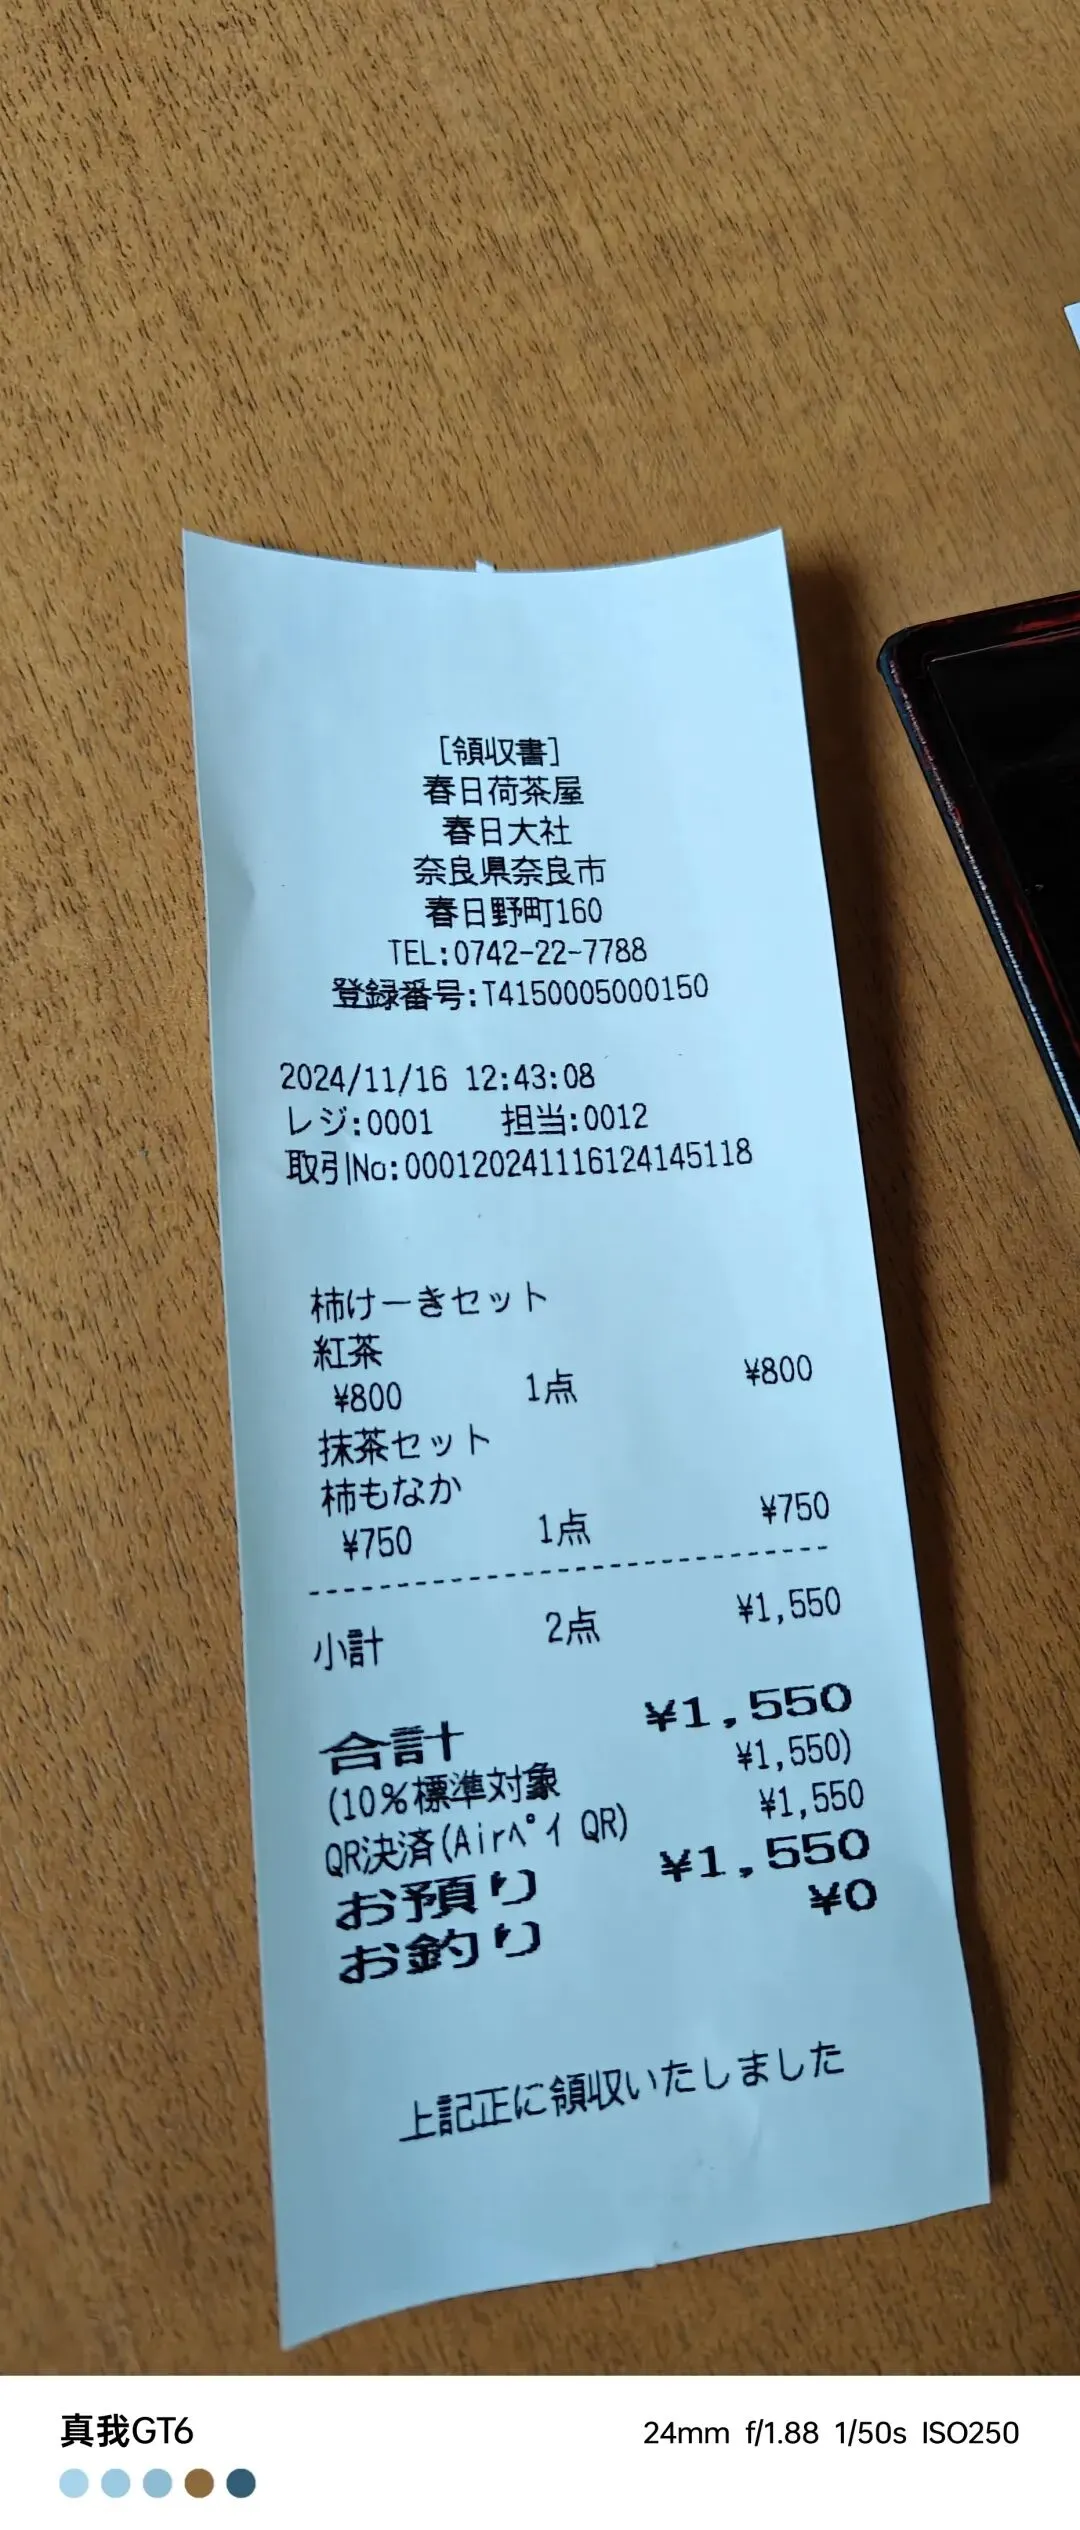 [領収書]
春日荷茶屋
春日大社
奈良県奈良市
春日野町160
TEL:0742-22-7788
登録番号:T4150005000150
2024/11/16 12:43:08
レジ:0001 担当:0012
取引No:000120241116124145118
柿けーきセット
紅茶
¥800 1点 ¥800
抹茶セット
柿もなか
¥750 1点 ¥750
小計 2点 ¥1,550
合計 ¥1,550
(10%標準対象 ¥1,550)
QR決済(Airペイ QR) ¥1,550
お預り ¥1,550
お釣り ¥0
上記正に領収いたしました
真我GT6
24mm f/1.88 1/50s ISO250